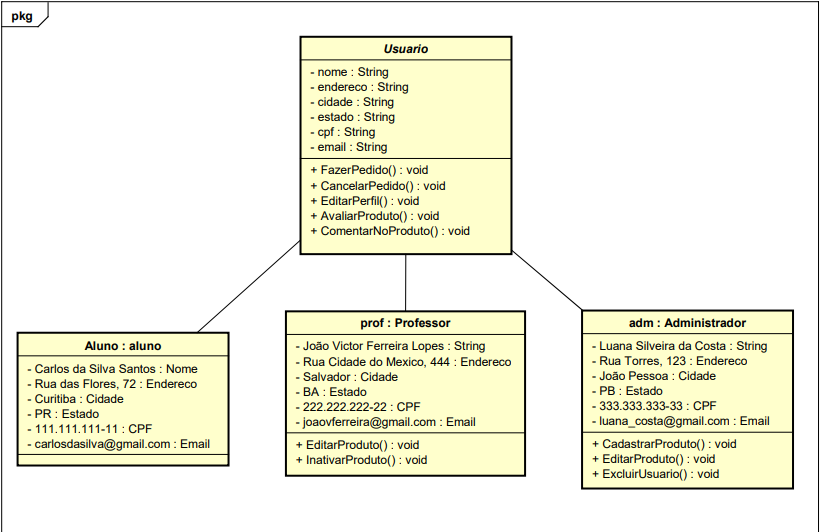 pkg
Usuario
- nome : String
- endereco : String
- cidade : String
- estado : String
- cpf : String
- email : String
+ FazerPedido() : void
+ CancelarPedido() : void
+ EditarPerfil() : void
+ AvaliarProduto() : void
+ ComentarNoProduto() : void
Aluno : aluno
- Carlos da Silva Santos : Nome
- Rua das Flores, 72 : Endereco
- Curitiba : Cidade
- PR : Estado
- 111.111.111-11 : CPF
- carlosdasilva@gmail.com : Email
prof : Professor
- João Victor Ferreira Lopes : String
- Rua Cidade do Mexico, 444 : Endereco
- Salvador : Cidade
- BA : Estado
- 222.222.222-22 : CPF
- joaovferreira@gmail.com : Email
+ EditarProduto() : void
+ InativarProduto() : void
adm : Administrador
- Luana Silveira da Costa : String
- Rua Torres, 123 : Endereco
- João Pessoa : Cidade
- PB : Estado
- 333.333.333-33 : CPF
- luana_costa@gmail.com : Email
+ CadastrarProduto() : void
+ EditarProduto() : void
+ ExcluirUsuario() : void